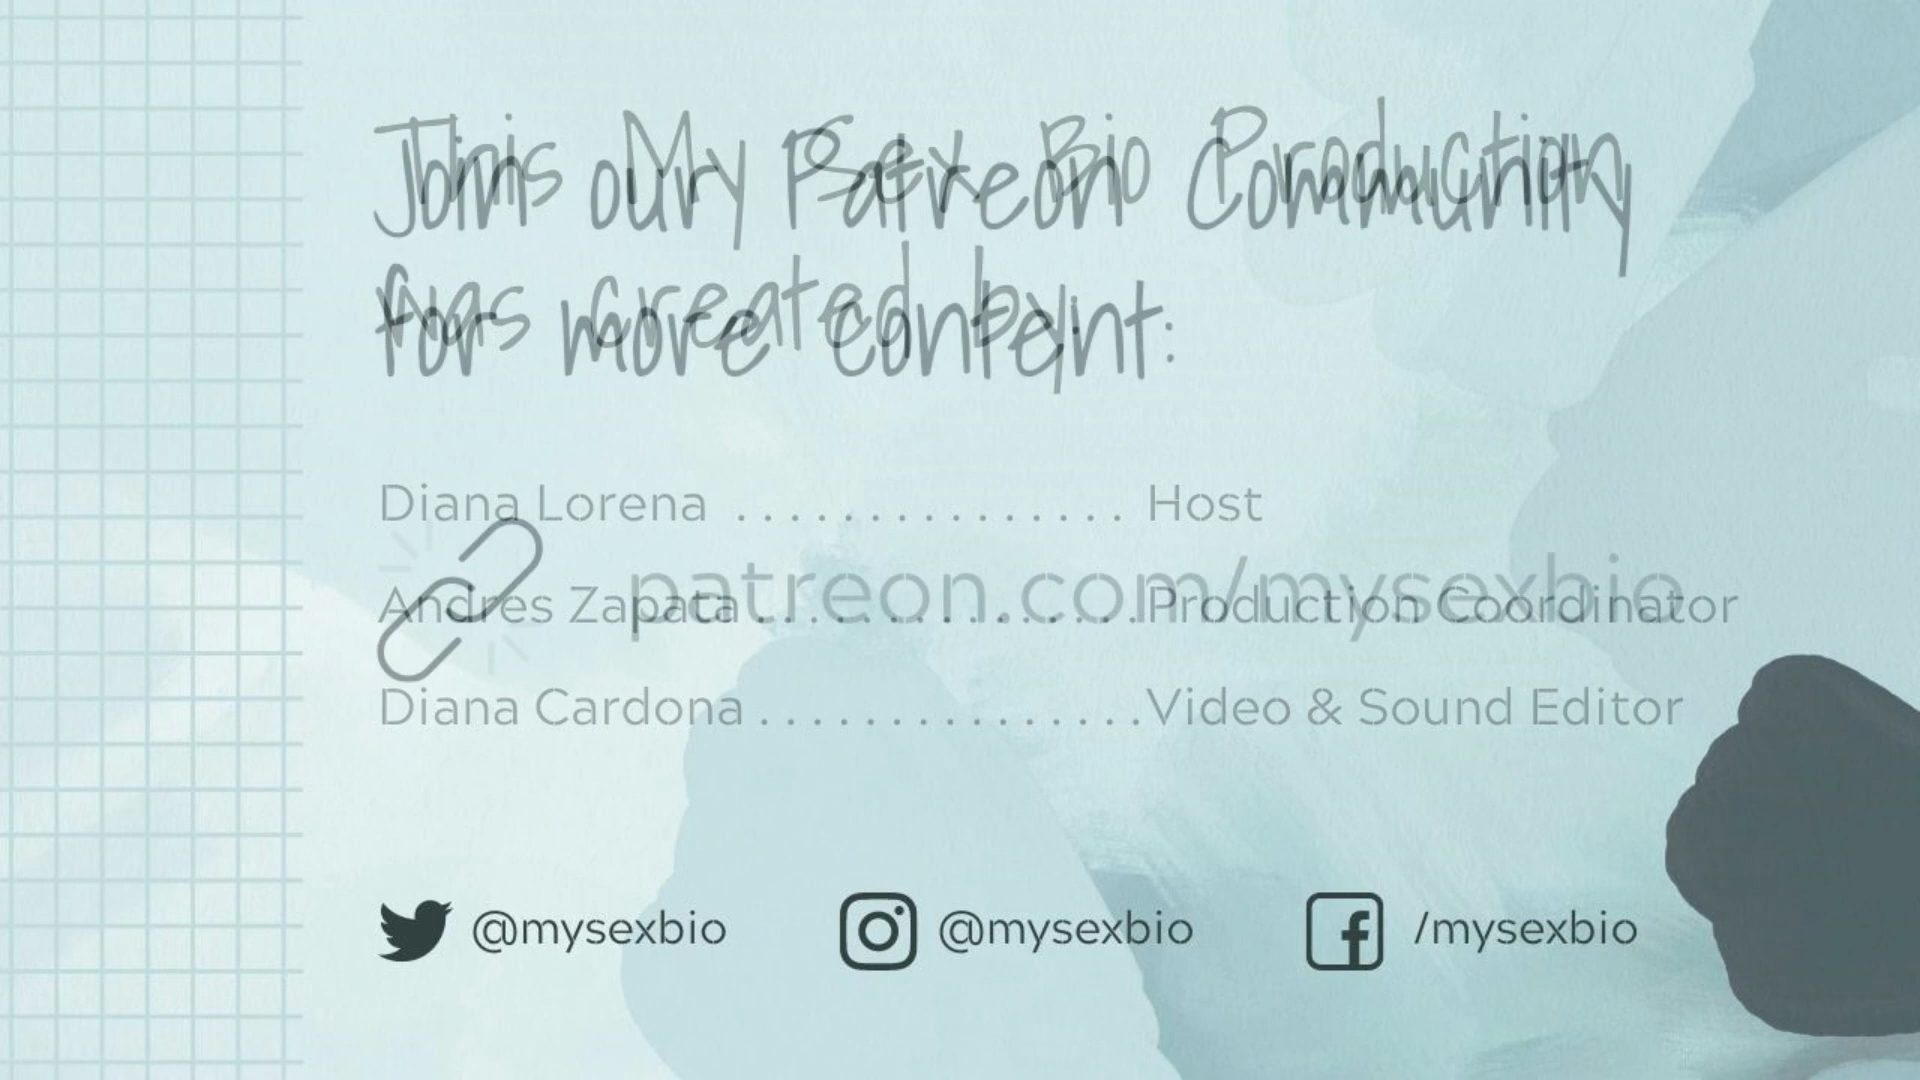 This My Sex Bio Production
was created by:
Join our Patreon Community
for more content:
Diana Lorena ............... Host
Andres Zapata ............... Production Coordinator
Diana Cardona ............... Video & Sound Editor
patreon.com/mysexbio
@mysexbio @mysexbio /mysexbio